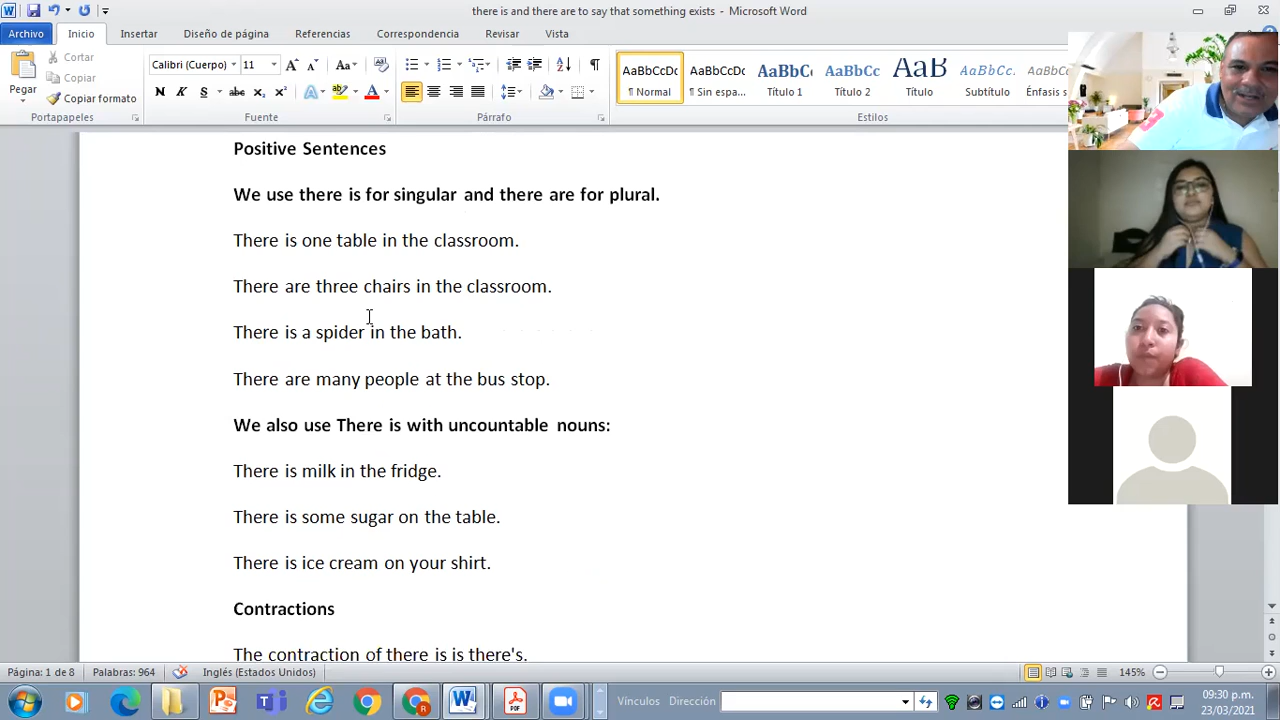 there is and there are to say that something exists - Microsoft Word
Archivo Inicio Insertar Diseño de página Referencias Correspondencia Revisar Vista
Pegar
Cortar
Copiar
Copiar formato
Portapapeles
Calibri (Cuerpo) 11
N K S abc x₂ x² A
Fuente
Párrafo
AaBbCcDc AaBbCcDc AaBbC AaBbCc AaB AaBbCc. AaBbCc
¶ Normal ¶ Sin espa... Título 1 Título 2 Título Subtítulo Énfasis s
Estilos
Positive Sentences
We use there is for singular and there are for plural.
There is one table in the classroom.
There are three chairs in the classroom.
There is a spider in the bath.
There are many people at the bus stop.
We also use There is with uncountable nouns:
There is milk in the fridge.
There is some sugar on the table.
There is ice cream on your shirt.
Contractions
The contraction of there is is there's.
Página: 1 de 8 Palabras: 964 Inglés (Estados Unidos) 145%
Vínculos Dirección
09:30 p.m.
23/03/2021